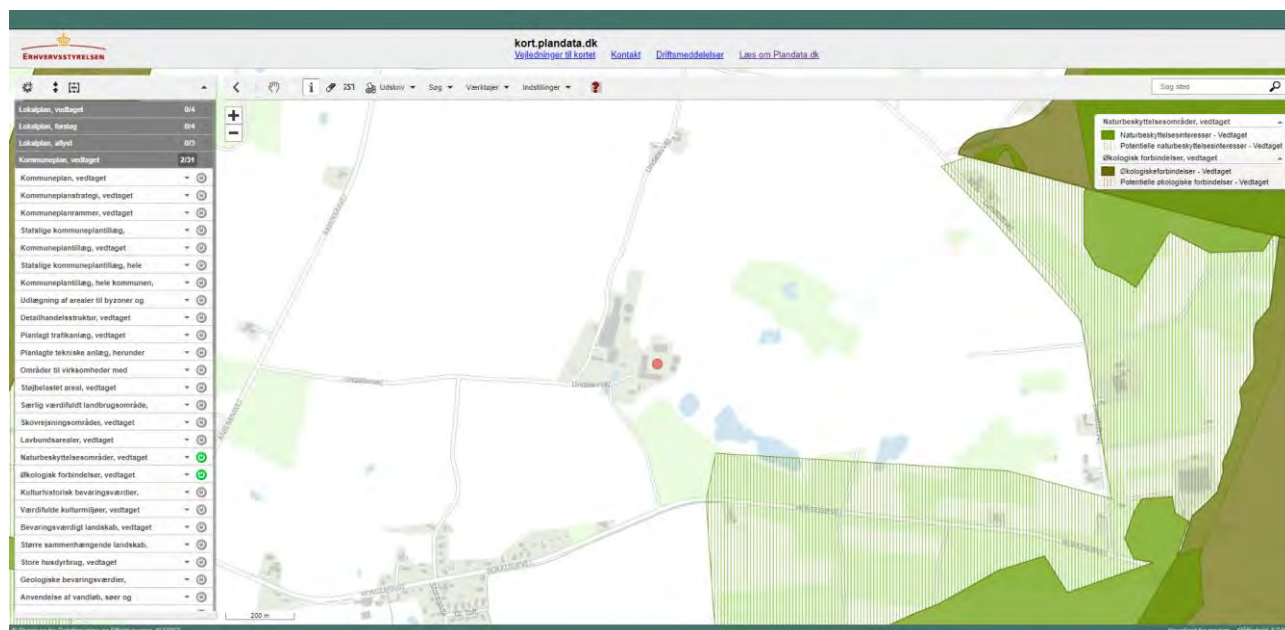 ERHVERVSSTYRELSEN
kort.plandata.dk
Vejledninger til kortet Kontakt Driftsmeddelelser Læs om Plandata.dk
Udskriv Søg Værktøjer Indstillinger
Søg sted
Lokalplan, vedtaget 0/4
Lokalplan, forslag 0/4
Lokalplan, aflyst 0/3
Kommuneplan, vedtaget 2/31
Kommuneplan, vedtaget
Kommuneplanstrategi, vedtaget
Kommuneplanrammer, vedtaget
Statslige kommuneplantillæg,
Kommuneplantillæg, vedtaget
Statslige kommuneplantillæg, hele
Kommuneplantillæg, hele kommunen,
Udlægning af arealer til byzoner og
Detailhandelsstruktur, vedtaget
Planlagt trafikanlæg, vedtaget
Planlagte tekniske anlæg, herunder
Områder til virksomheder med
Støjbelastet areal, vedtaget
Særlig værdifuldt landbrugsområde,
Skovrejsningsområder, vedtaget
Lavbundsarealer, vedtaget
Naturbeskyttelsesområder, vedtaget
Økologisk forbindelser, vedtaget
Kulturhistorisk bevaringsværdier,
Værdifulde kulturmiljøer, vedtaget
Bevaringsværdigt landskab, vedtaget
Større sammenhængende landskab,
Store husdyrbrug, vedtaget
Geologiske bevaringsværdier,
Anvendelse af vandløb, søer og
Naturbeskyttelsesområder, vedtaget
Naturbeskyttelsesinteresser - Vedtaget
Potentielle naturbeskyttelsesinteresser - Vedtaget
Økologisk forbindelser, vedtaget
Økologiskeforbindelser - Vedtaget
Potentielle økologiske forbindelser - Vedtaget
200 m